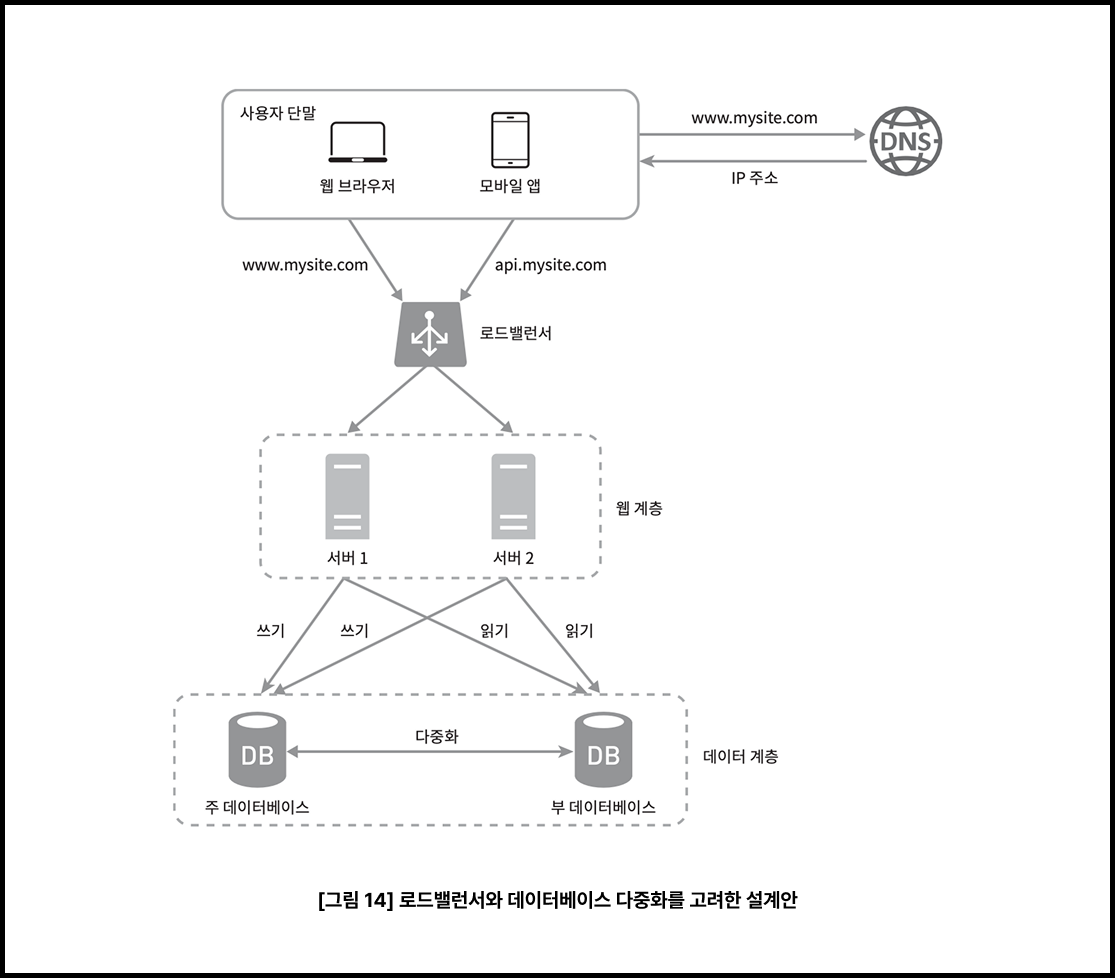 사용자 단말
www.mysite.com
DNS
웹 브라우저
모바일 앱
IP 주소
www.mysite.com
api.mysite.com
로드밸런서
웹 계층
서버 1
서버 2
쓰기
쓰기
읽기
읽기
다중화
DB
DB
데이터 계층
주 데이터베이스
부 데이터베이스
[그림 14] 로드밸런서와 데이터베이스 다중화를 고려한 설계안